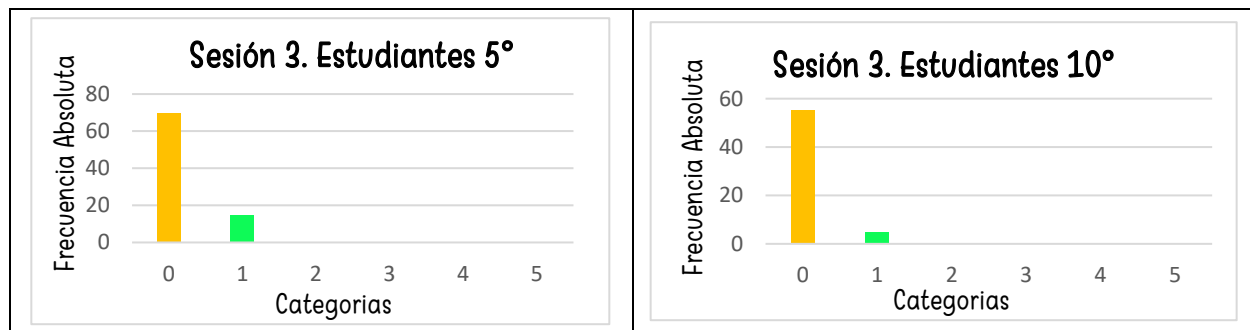 Sesión 3. Estudiantes 5°
Frecuencia Absoluta
80
60
40
20
0
0 1 2 3 4 5
Categorias
Sesión 3. Estudiantes 10°
Frecuencia Absoluta
60
40
20
0
0 1 2 3 4 5
Categorias